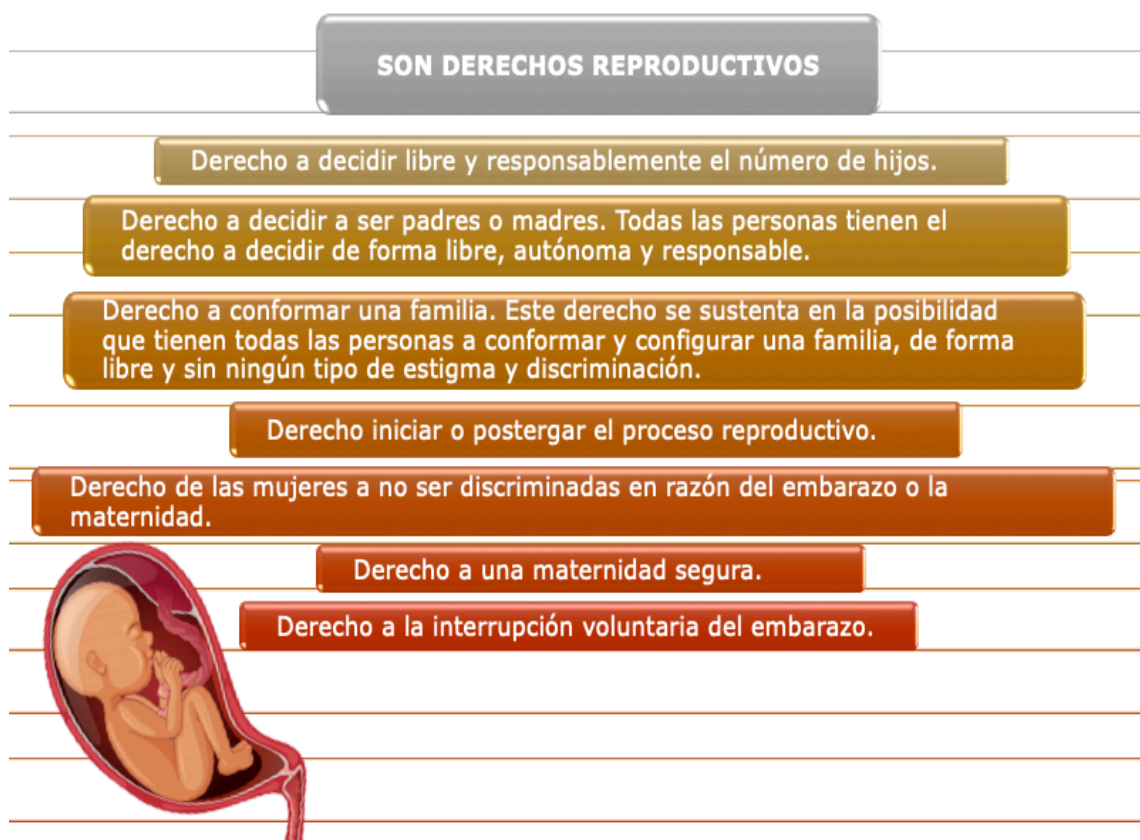 SON DERECHOS REPRODUCTIVOS
Derecho a decidir libre y responsablemente el número de hijos.
Derecho a decidir a ser padres o madres. Todas las personas tienen el
derecho a decidir de forma libre, autónoma y responsable.
Derecho a conformar una familia. Este derecho se sustenta en la posibilidad
que tienen todas las personas a conformar y configurar una familia, de forma
libre y sin ningún tipo de estigma y discriminación.
Derecho iniciar o postergar el proceso reproductivo.
Derecho de las mujeres a no ser discriminadas en razón del embarazo o la
maternidad.
Derecho a una maternidad segura.
Derecho a la interrupción voluntaria del embarazo.